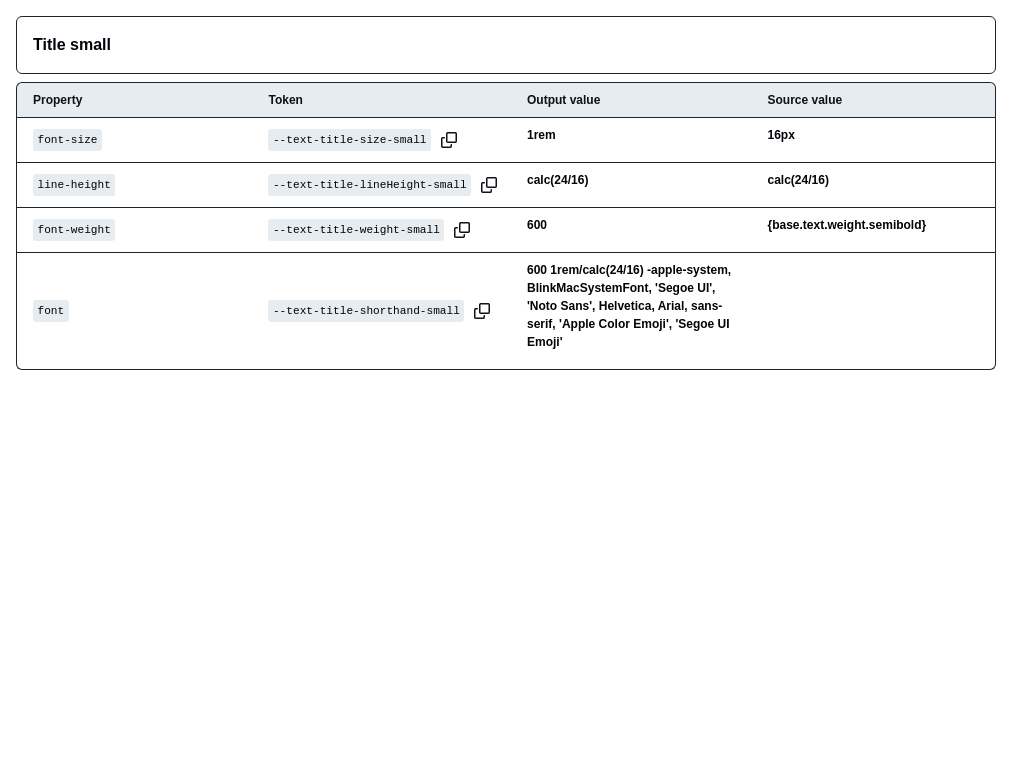 Title small
Property Token Output value Source value
font-size --text-title-size-small 1rem 16px
line-height --text-title-lineHeight-small calc(24/16) calc(24/16)
font-weight --text-title-weight-small 600 {base.text.weight.semibold}
font --text-title-shorthand-small 600 1rem/calc(24/16) -apple-system,
BlinkMacSystemFont, 'Segoe UI',
'Noto Sans', Helvetica, Arial, sans-
serif, 'Apple Color Emoji', 'Segoe UI
Emoji'